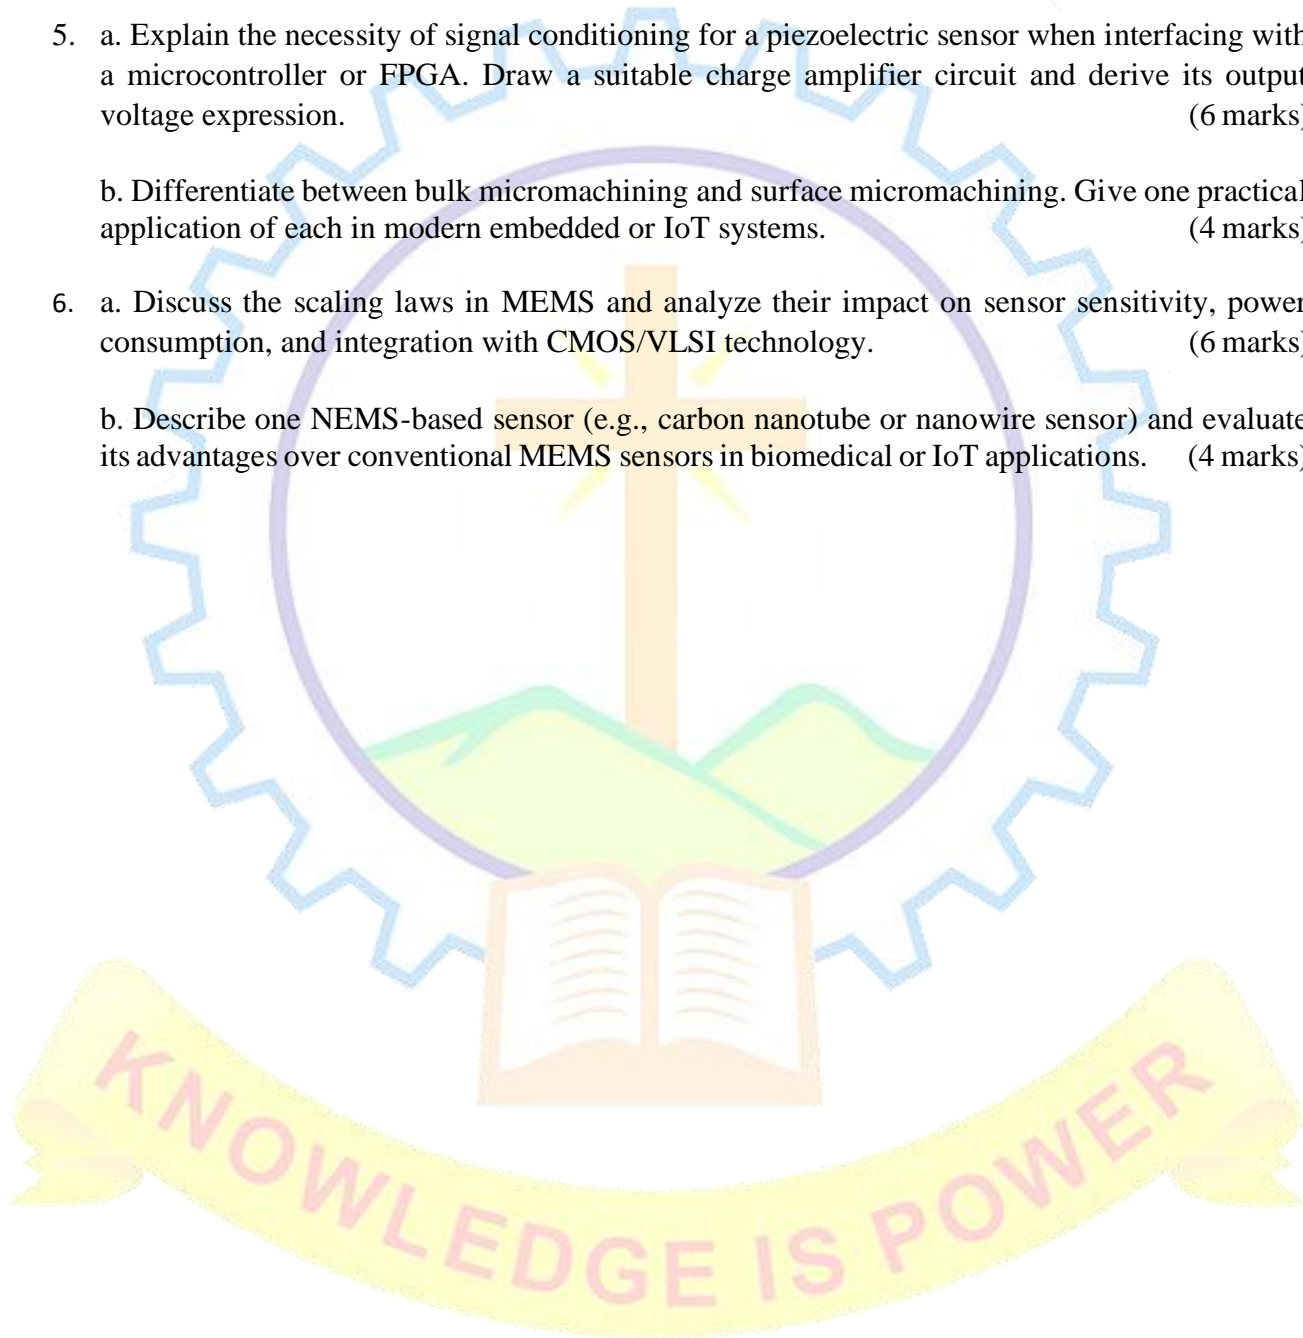 5. a. Explain the necessity of signal conditioning for a piezoelectric sensor when interfacing with
a microcontroller or FPGA. Draw a suitable charge amplifier circuit and derive its output
voltage expression. (6 marks)
b. Differentiate between bulk micromachining and surface micromachining. Give one practical
application of each in modern embedded or IoT systems. (4 marks)
6. a. Discuss the scaling laws in MEMS and analyze their impact on sensor sensitivity, power
consumption, and integration with CMOS/VLSI technology. (6 marks)
b. Describe one NEMS-based sensor (e.g., carbon nanotube or nanowire sensor) and evaluate
its advantages over conventional MEMS sensors in biomedical or IoT applications. (4 marks)
KNOWLEDGE IS POWER